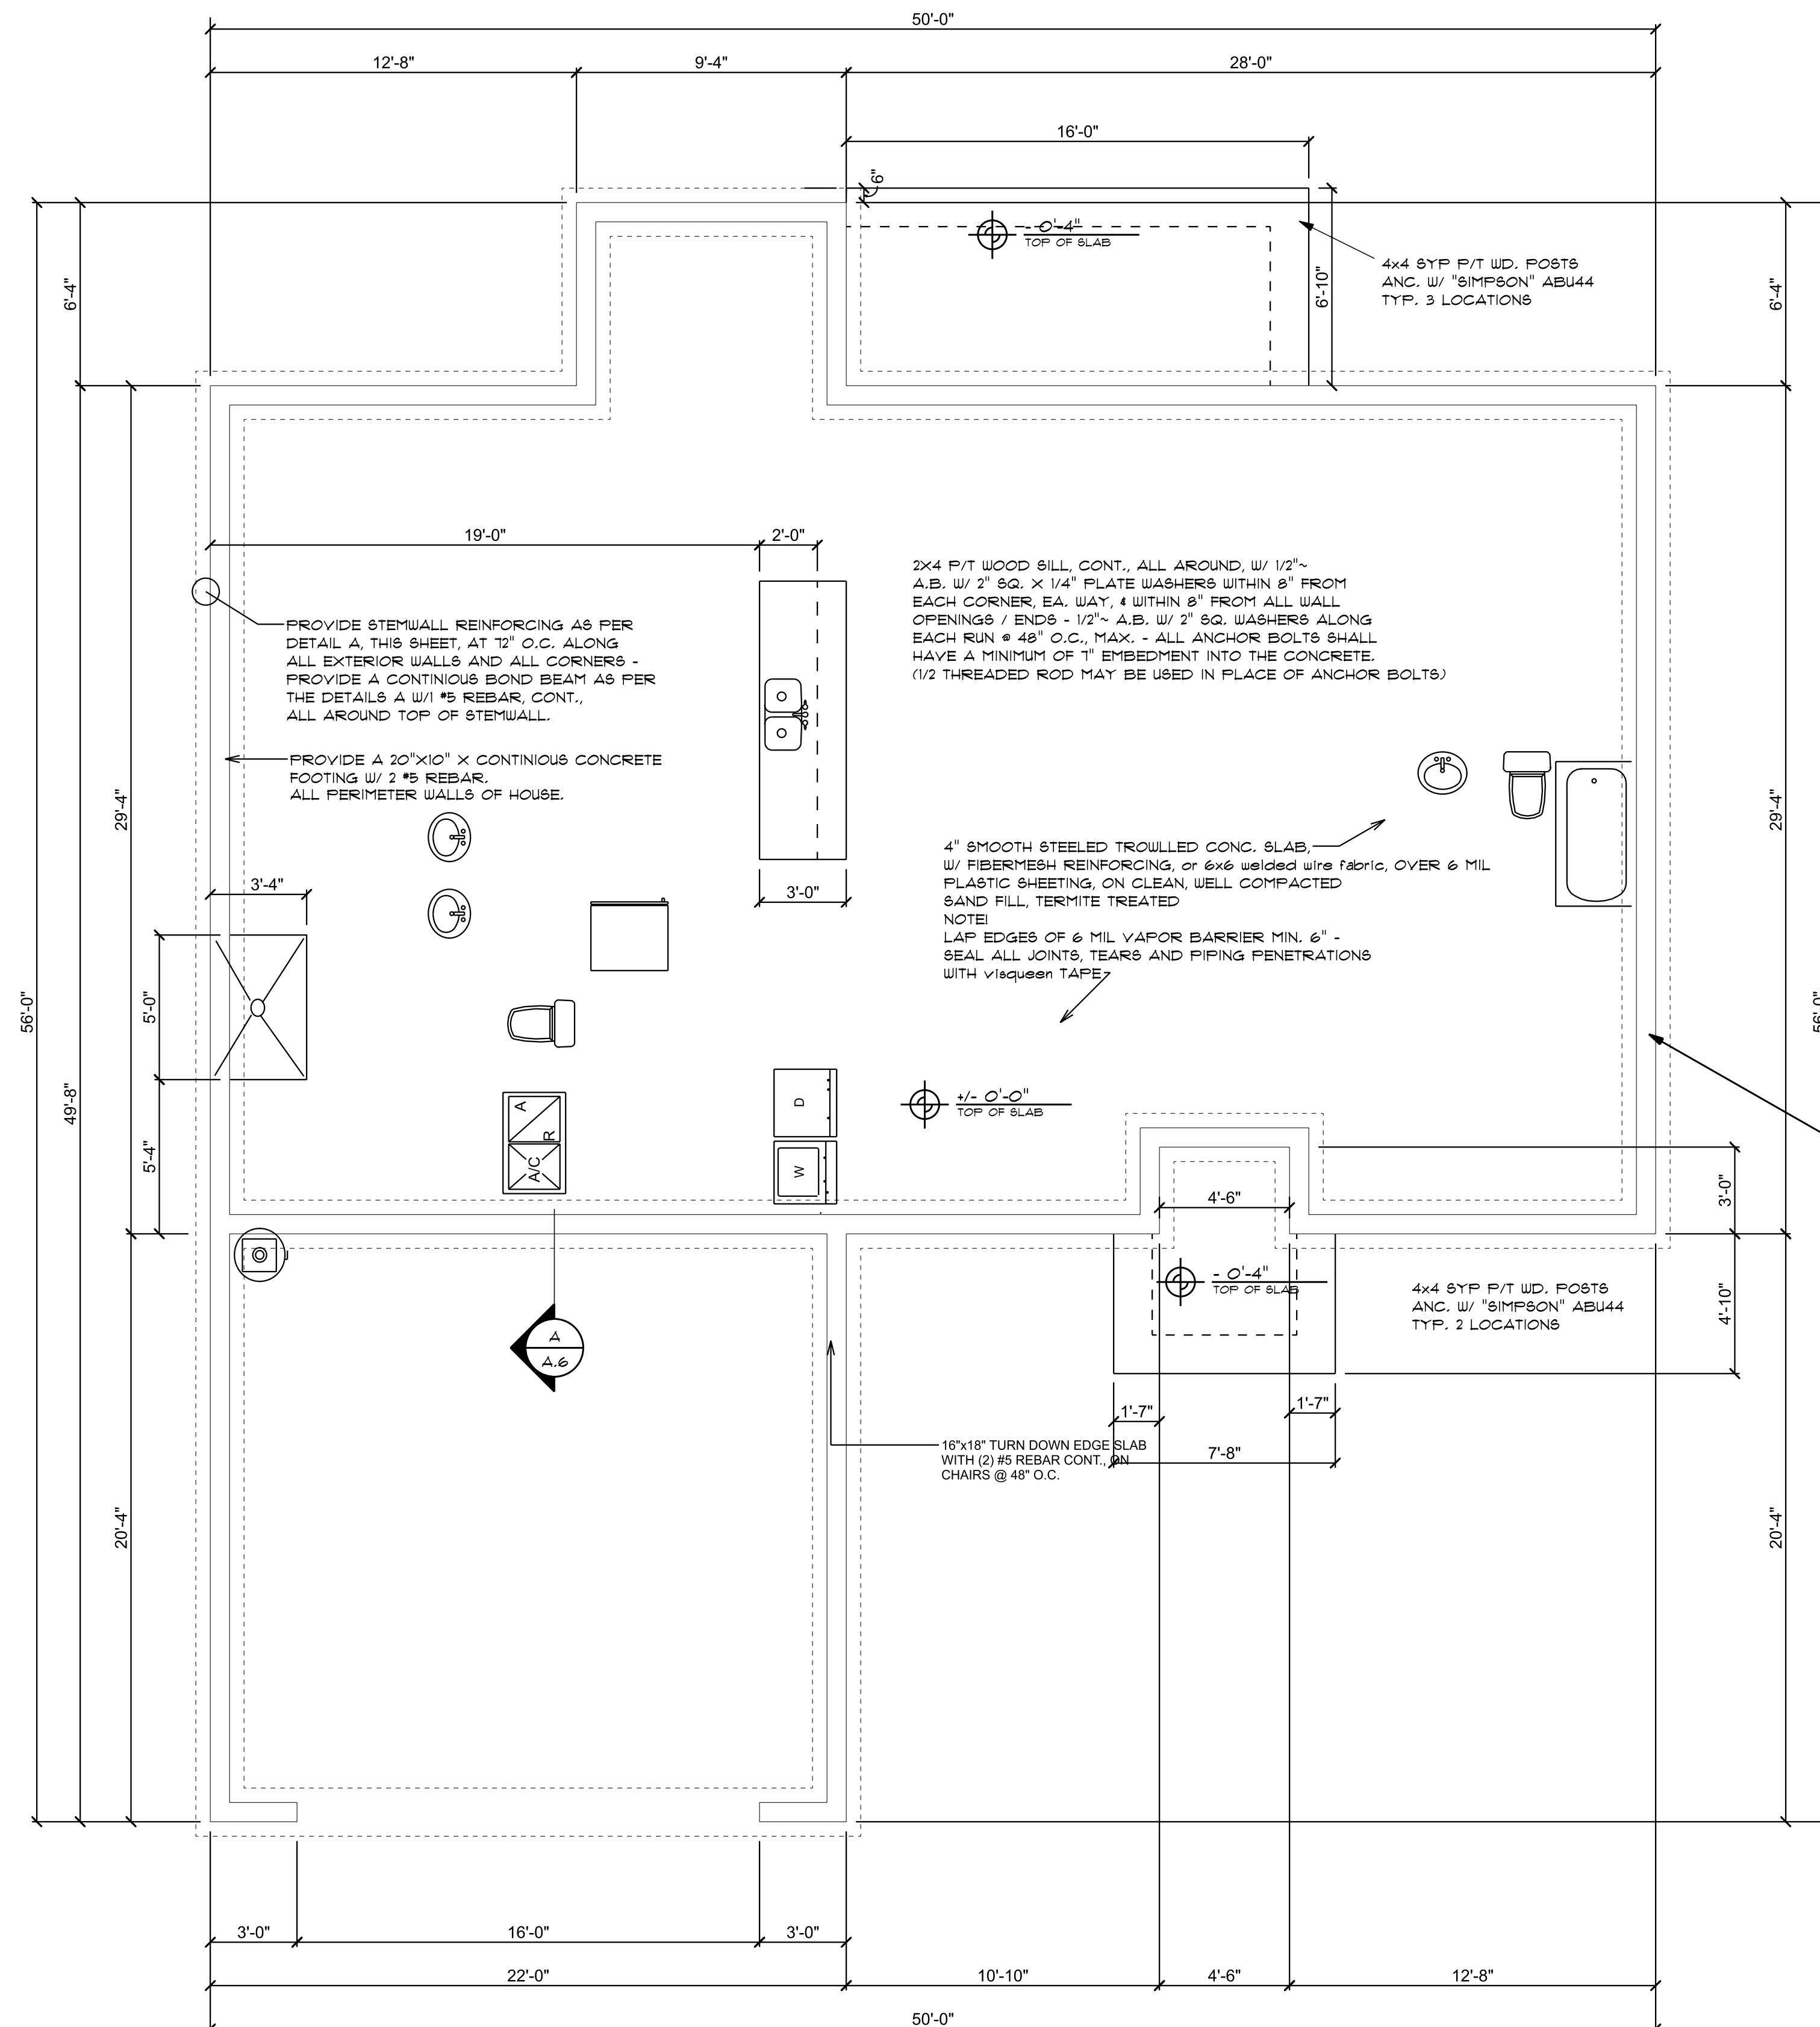 50'-0"
12'-8"
9'-4"
28'-0"
16'-0"
6"
- 0'-4"
TOP OF SLAB
6'-10"
4x4 SYP P/T WD. POSTS
ANC. W/ "SIMPSON" ABU44
TYP. 3 LOCATIONS
6'-4"
6'-4"
19'-0"
2'-0"
2X4 P/T WOOD SILL, CONT., ALL AROUND, W/ 1/2"~
A.B. W/ 2" SQ. X 1/4" PLATE WASHERS WITHIN 8" FROM
EACH CORNER, EA. WAY, & WITHIN 8" FROM ALL WALL
OPENINGS / ENDS - 1/2"~ A.B. W/ 2" SQ. WASHERS ALONG
EACH RUN @ 48" O.C., MAX. - ALL ANCHOR BOLTS SHALL
HAVE A MINIMUM OF 7" EMBEDMENT INTO THE CONCRETE.
(1/2 THREADED ROD MAY BE USED IN PLACE OF ANCHOR BOLTS)
PROVIDE STEMWALL REINFORCING AS PER
DETAIL A, THIS SHEET, AT 72" O.C. ALONG
ALL EXTERIOR WALLS AND ALL CORNERS -
PROVIDE A CONTINIOUS BOND BEAM AS PER
THE DETAILS A W/1 #5 REBAR, CONT.,
ALL AROUND TOP OF STEMWALL.
PROVIDE A 20"X10" X CONTINIOUS CONCRETE
FOOTING W/ 2 #5 REBAR.
ALL PERIMETER WALLS OF HOUSE.
29'-4"
29'-4"
4" SMOOTH STEELED TROWLLED CONC. SLAB,
W/ FIBERMESH REINFORCING, or 6x6 welded wire fabric, OVER 6 MIL
PLASTIC SHEETING, ON CLEAN, WELL COMPACTED
SAND FILL, TERMITE TREATED
NOTE!
LAP EDGES OF 6 MIL VAPOR BARRIER MIN. 6" -
SEAL ALL JOINTS, TEARS AND PIPING PENETRATIONS
WITH visqueen TAPE
3'-4"
3'-0"
56'-0"
5'-0"
56'-0"
49'-8"
5'-4"
A
R
A/C
D
W
+/- 0'-0"
TOP OF SLAB
4'-6"
3'-0"
- 0'-4"
TOP OF SLAB
4x4 SYP P/T WD. POSTS
ANC. W/ "SIMPSON" ABU44
TYP. 2 LOCATIONS
4'-10"
A
A.6
1'-7"
1'-7"
7'-8"
16"x18" TURN DOWN EDGE SLAB
WITH (2) #5 REBAR CONT., ON
CHAIRS @ 48" O.C.
20'-4"
20'-4"
3'-0"
16'-0"
3'-0"
22'-0"
10'-10"
4'-6"
12'-8"
50'-0"